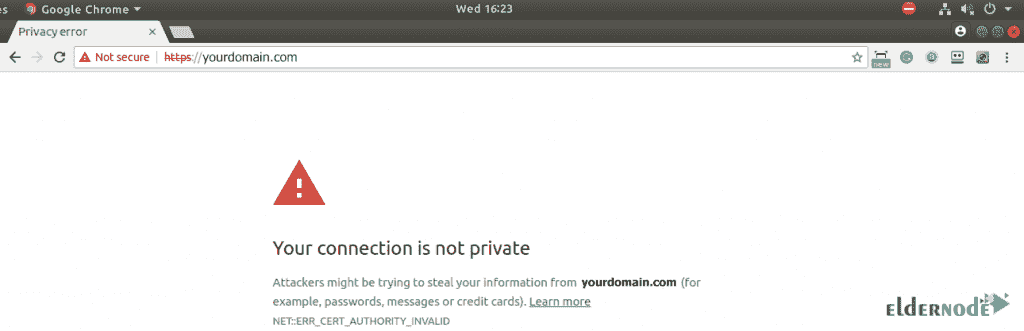 es Google Chrome Wed 16:23
Privacy error
Not secure https://yourdomain.com
new
Your connection is not private
Attackers might be trying to steal your information from yourdomain.com (for
example, passwords, messages or credit cards). Learn more
NET::ERR_CERT_AUTHORITY_INVALID
eLDERNODE